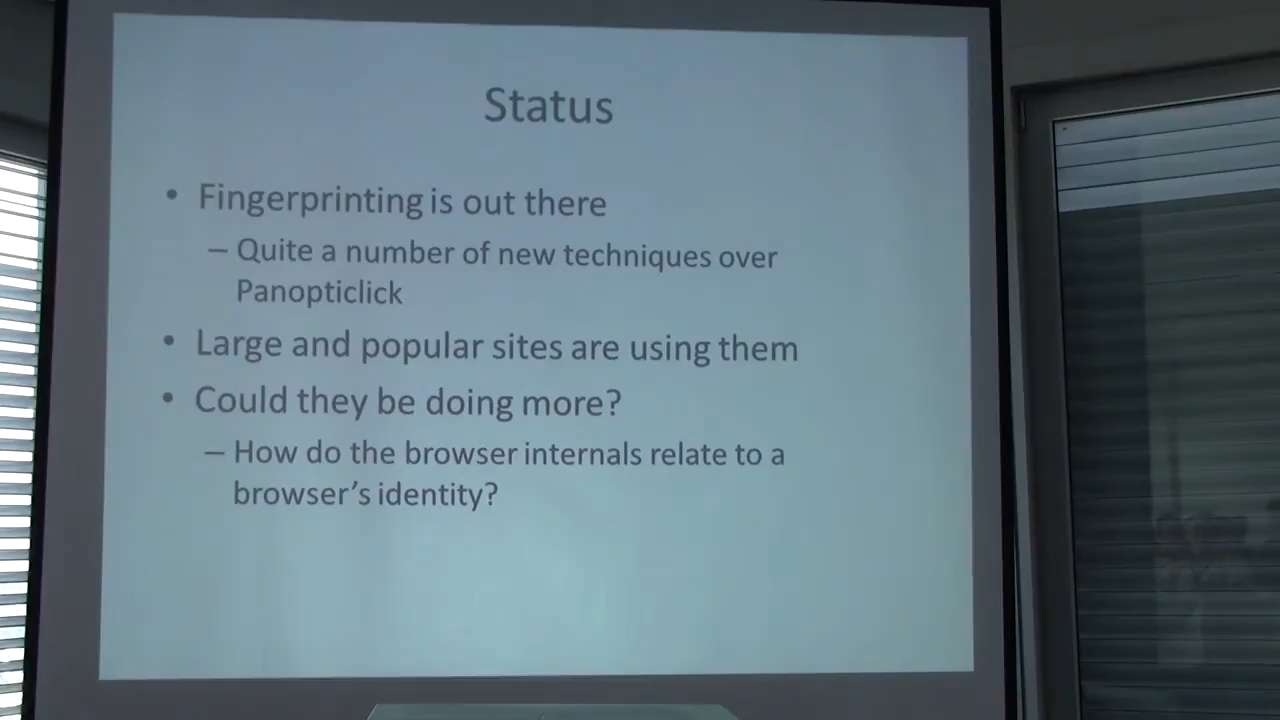 Status
• Fingerprinting is out there
– Quite a number of new techniques over
Panopticlick
• Large and popular sites are using them
• Could they be doing more?
– How do the browser internals relate to a
browser’s identity?